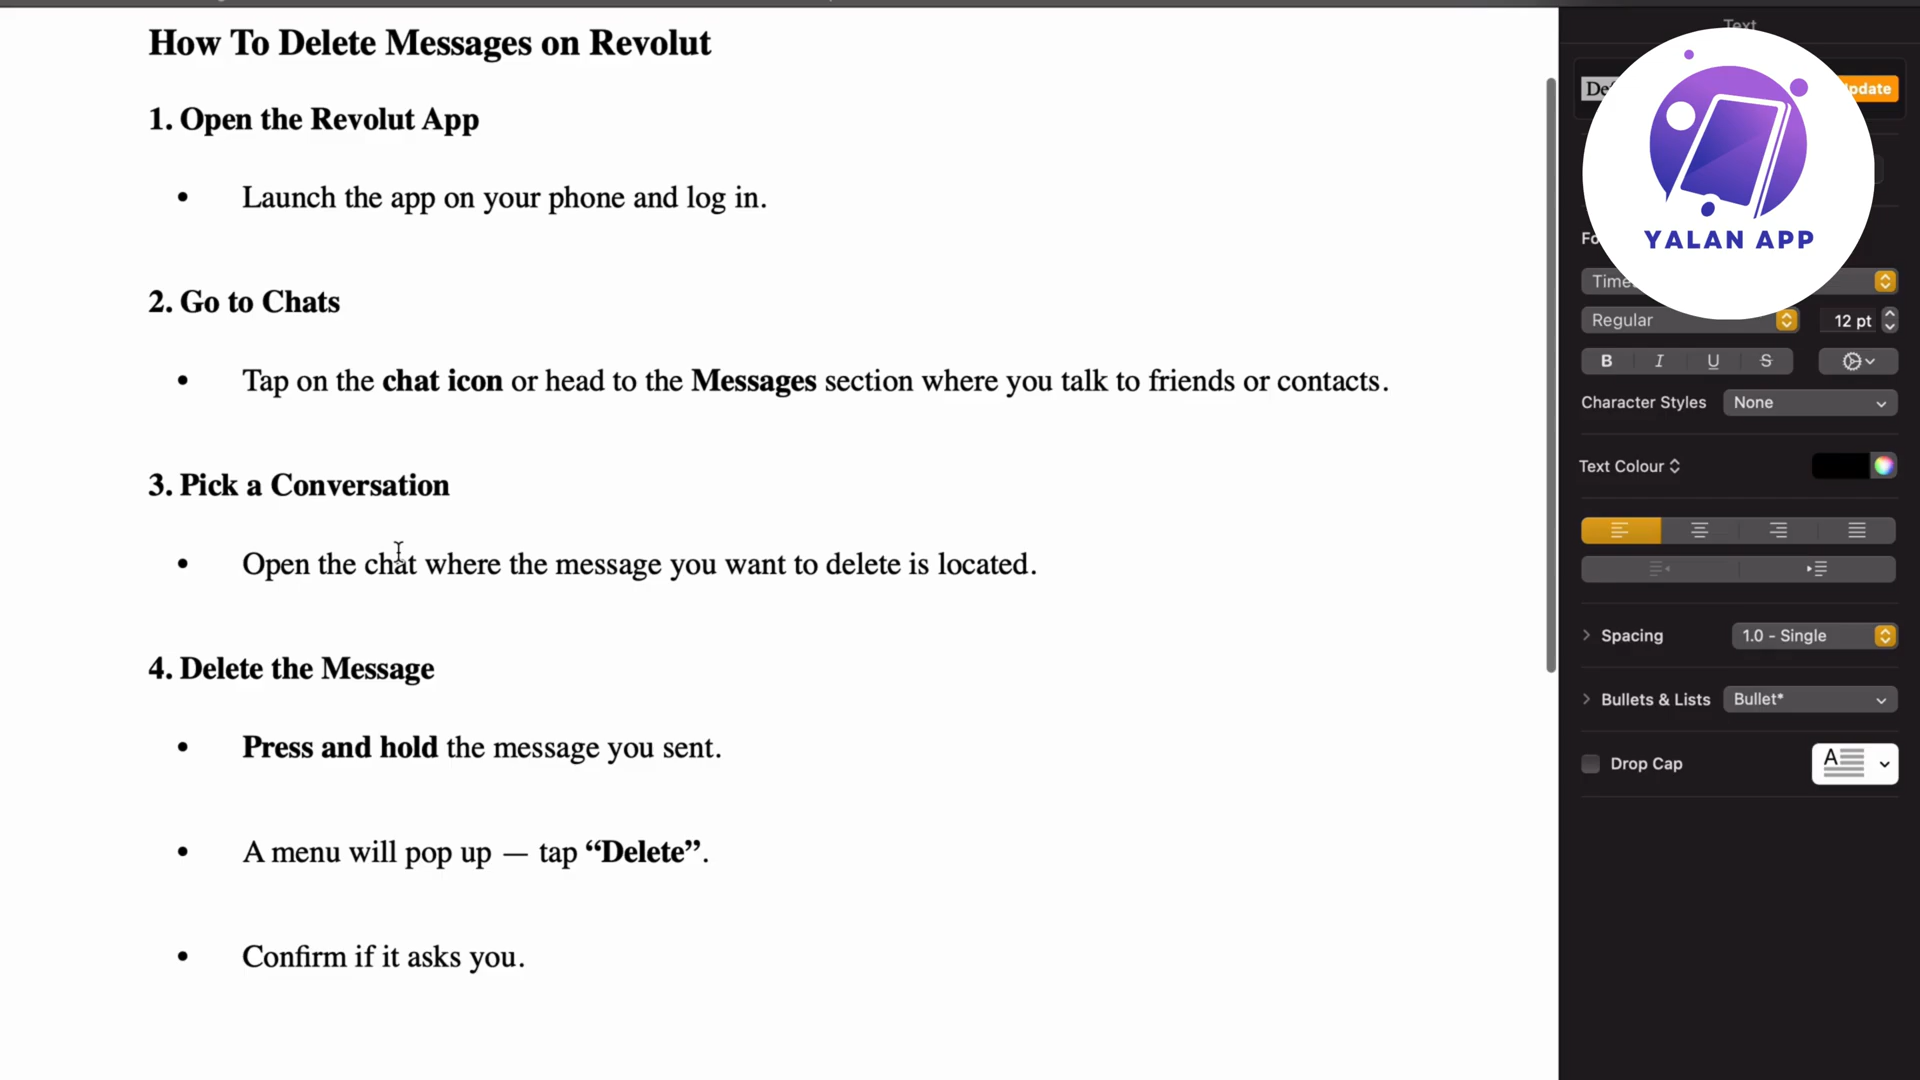 How To Delete Messages on Revolut
1. Open the Revolut App
• Launch the app on your phone and log in.
2. Go to Chats
• Tap on the chat icon or head to the Messages section where you talk to friends or contacts.
3. Pick a Conversation
• Open the chat where the message you want to delete is located.
4. Delete the Message
• Press and hold the message you sent.
• A menu will pop up — tap “Delete”.
• Confirm if it asks you.
Text
YALAN APP
Regular 12 pt
B I U S
Character Styles None
Text Colour
Spacing 1.0 - Single
Bullets & Lists Bullet*
Drop Cap A